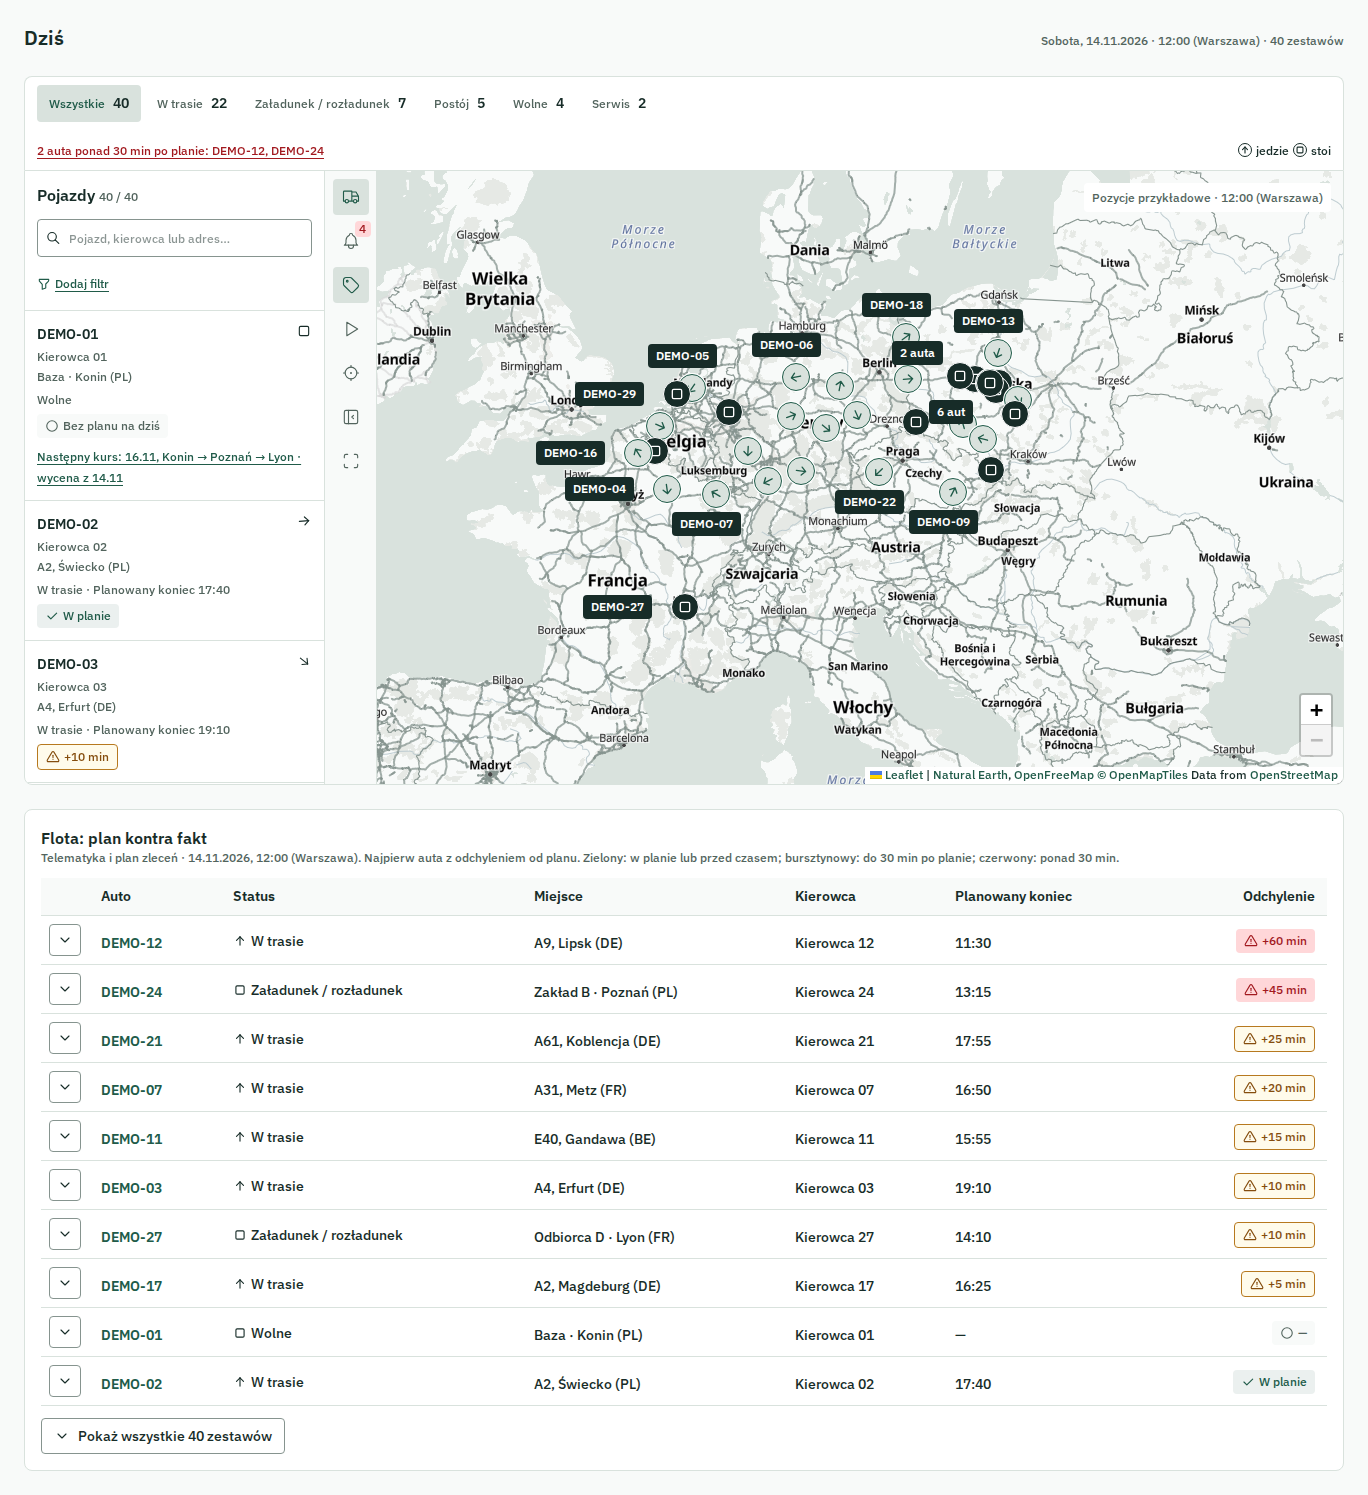 Dziś
Sobota, 14.11.2026 · 12:00 (Warszawa) · 40 zestawów
Wszystkie 40 W trasie 22 Załadunek / rozładunek 7 Postój 5 Wolne 4 Serwis 2
2 auta ponad 30 min po planie: DEMO-12, DEMO-24
jedzie stoi
Pojazdy 40 / 40
Pojazd, kierowca lub adres...
Dodaj filtr
DEMO-01
Kierowca 01
Baza · Konin (PL)
Wolne
Bez planu na dziś
Następny kurs: 16.11, Konin → Poznań → Lyon ·
wycena z 14.11
DEMO-02
Kierowca 02
A2, Świecko (PL)
W trasie · Planowany koniec 17:40
W planie
DEMO-03
Kierowca 03
A4, Erfurt (DE)
W trasie · Planowany koniec 19:10
+10 min
4
Pozycje przykładowe · 12:00 (Warszawa)
Morze
Północne
Morze
Bałtyckie
Glasgow
Dania
Malmö
Litwa
Smoleńsk
Belfast
Wielka
Brytania
Gdańsk
DEMO-18
Mińsk
Białoruś
DEMO-13
Dublin
Manchester
Hamburg
DEMO-06
2 auta
landia
DEMO-05
Birmingham
Berlin
Brześć
DEMO-29
6 aut
Drezno
Kijów
elgia
DEMO-16
Praga
Kraków
Lwów
Luksemburg
Czechy
Ukraina
DEMO-04
DEMO-22
Słowacja
DEMO-07
Monachium
DEMO-09
Zurych
Austria
Budapeszt
Węgry
Mołdawia
Francja
Szwajcaria
Słowenia
Rumunia
DEMO-27
Mediolan
Wenecja
Chorwacja
Bordeaux
Bukareszt
Sewast
Bośnia i
Hercegowina
Serbia
San Marino
Monako
Bilbao
Andora
Włochy
Czarnogóra
Bułgaria
Watykan
Barcelona
Macedonia
Północna
Neapol
Stambuł
Madryt
Morze
+
−
Leaflet | Natural Earth, OpenFreeMap © OpenMapTiles Data from OpenStreetMap
Flota: plan kontra fakt
Telematyka i plan zleceń · 14.11.2026, 12:00 (Warszawa). Najpierw auta z odchyleniem od planu. Zielony: w planie lub przed czasem; bursztynowy: do 30 min po planie; czerwony: ponad 30 min.
Auto Status Miejsce Kierowca Planowany koniec Odchylenie
DEMO-12 W trasie A9, Lipsk (DE) Kierowca 12 11:30 +60 min
DEMO-24 Załadunek / rozładunek Zakład B · Poznań (PL) Kierowca 24 13:15 +45 min
DEMO-21 W trasie A61, Koblencja (DE) Kierowca 21 17:55 +25 min
DEMO-07 W trasie A31, Metz (FR) Kierowca 07 16:50 +20 min
DEMO-11 W trasie E40, Gandawa (BE) Kierowca 11 15:55 +15 min
DEMO-03 W trasie A4, Erfurt (DE) Kierowca 03 19:10 +10 min
DEMO-27 Załadunek / rozładunek Odbiorca D · Lyon (FR) Kierowca 27 14:10 +10 min
DEMO-17 W trasie A2, Magdeburg (DE) Kierowca 17 16:25 +5 min
DEMO-01 Wolne Baza · Konin (PL) Kierowca 01 — —
DEMO-02 W trasie A2, Świecko (PL) Kierowca 02 17:40 W planie
Pokaż wszystkie 40 zestawów